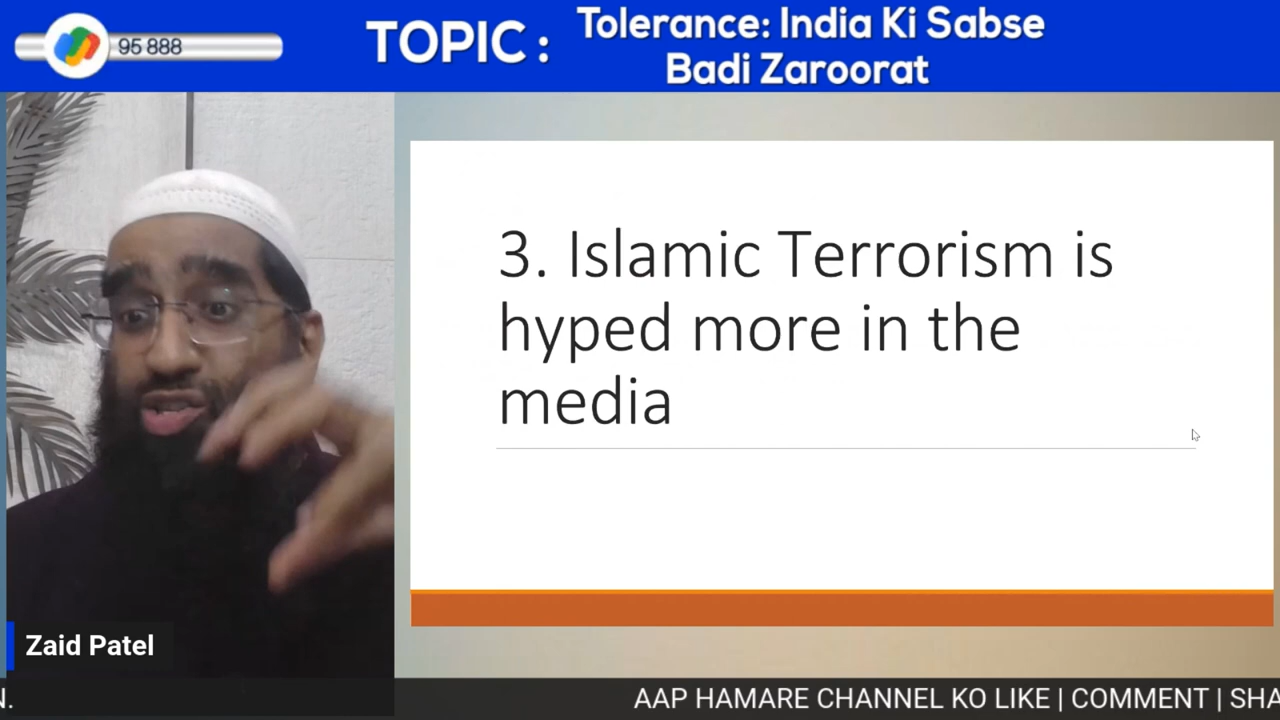 95 888
TOPIC :
Tolerance: India Ki Sabse
Badi Zaroorat
3. Islamic Terrorism is
hyped more in the
media
Zaid Patel
N.
AAP HAMARE CHANNEL KO LIKE | COMMENT | SHA